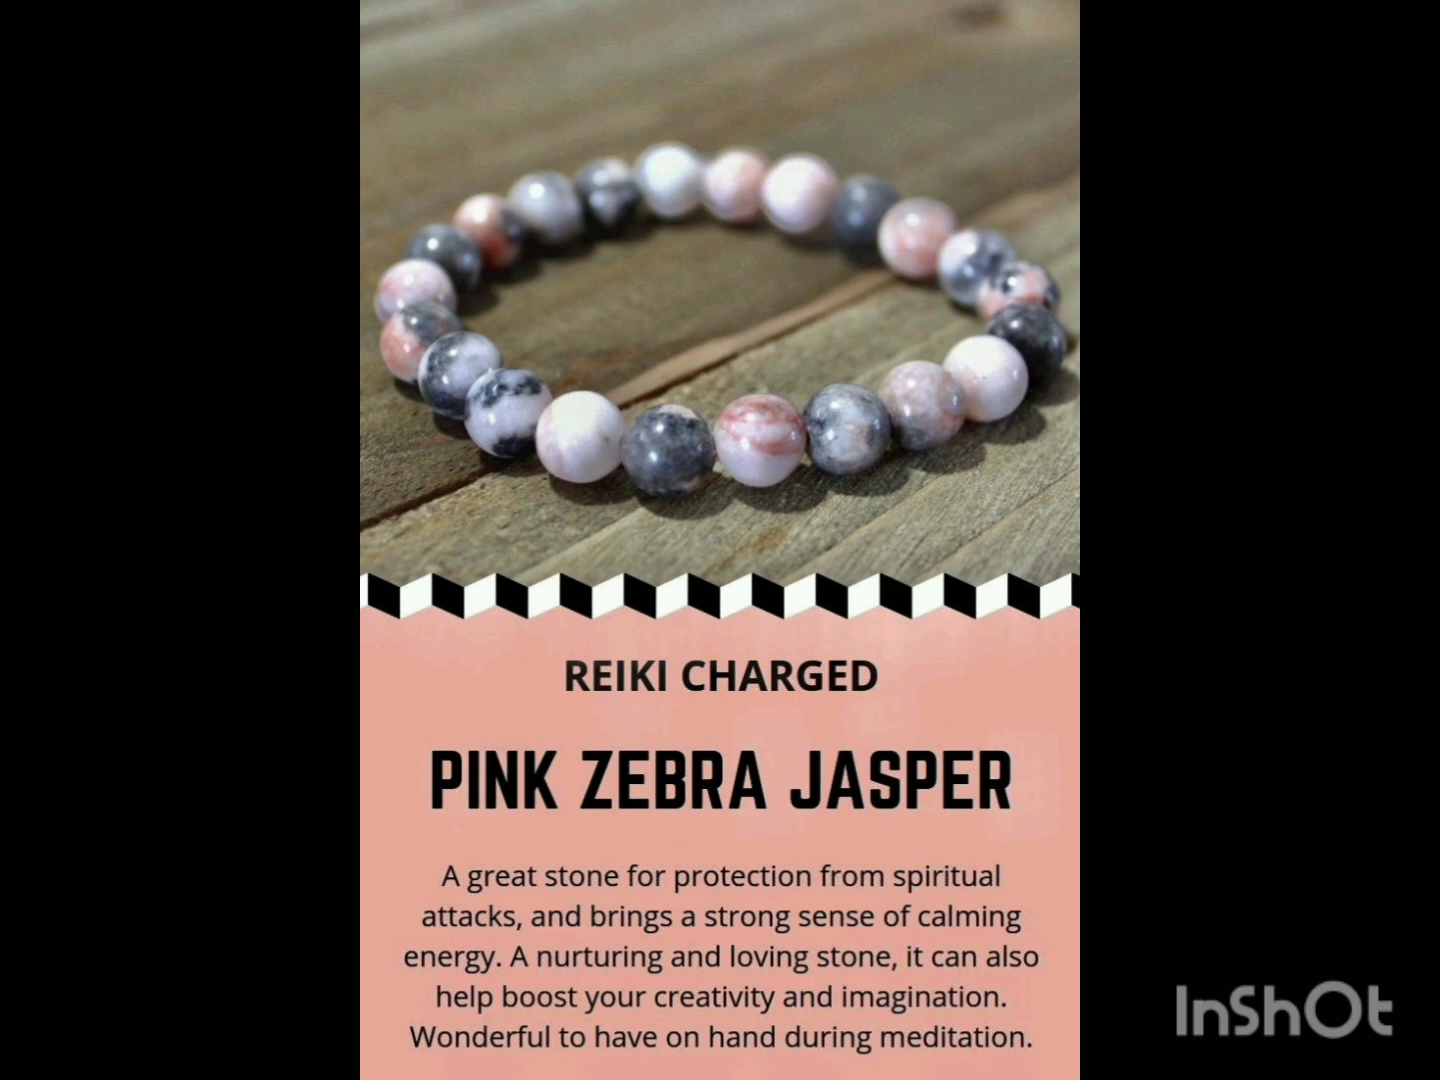 REIKI CHARGED
PINK ZEBRA JASPER
A great stone for protection from spiritual
attacks, and brings a strong sense of calming
energy. A nurturing and loving stone, it can also
help boost your creativity and imagination.
Wonderful to have on hand during meditation.
InShOt